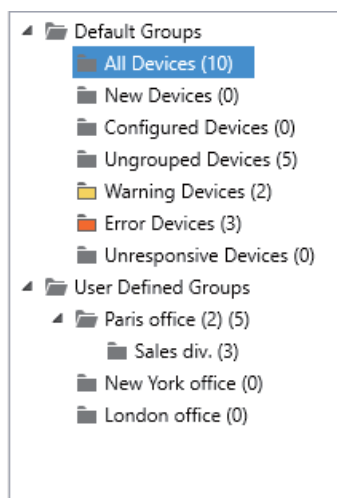 Default Groups
All Devices (10)
New Devices (0)
Configured Devices (0)
Ungrouped Devices (5)
Warning Devices (2)
Error Devices (3)
Unresponsive Devices (0)
User Defined Groups
Paris office (2) (5)
Sales div. (3)
New York office (0)
London office (0)